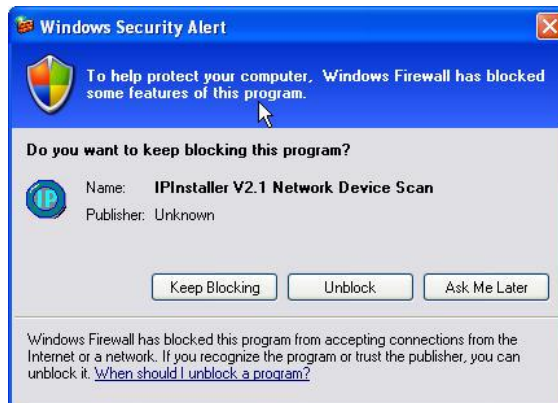 Windows Security Alert
To help protect your computer, Windows Firewall has blocked
some features of this program.
Do you want to keep blocking this program?
IP
Name: IPInstaller V2.1 Network Device Scan
Publisher: Unknown
Keep Blocking Unblock Ask Me Later
Windows Firewall has blocked this program from accepting connections from the
Internet or a network. If you recognize the program or trust the publisher, you can
unblock it. When should I unblock a program?